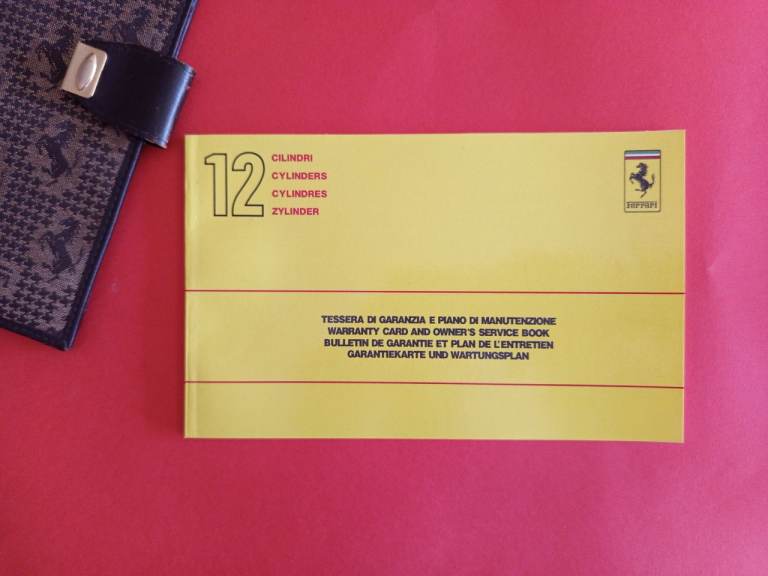 12
CILINDRI
CYLINDERS
CYLINDRES
ZYLINDER
Ferrari
TESSERA DI GARANZIA E PIANO DI MANUTENZIONE
WARRANTY CARD AND OWNER'S SERVICE BOOK
BULLETIN DE GARANTIE ET PLAN DE L'ENTRETIEN
GARANTIEKARTE UND WARTUNGSPLAN